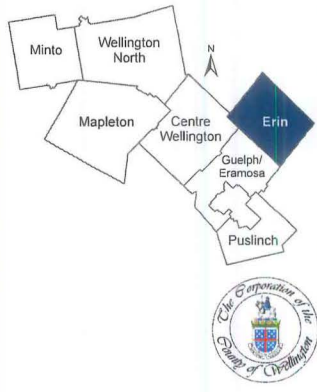 Minto
Wellington
North
N
Mapleton
Centre
Wellington
Erin
Guelph/
Eramosa
Puslinch
The Corporation of the
County of Wellington